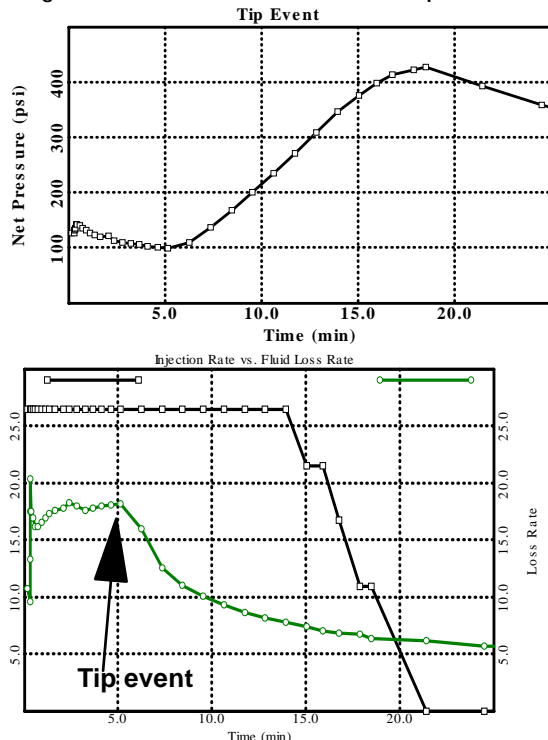 Tip Event
400
300
200
100
Net Pressure (psi)
5.0 10.0 15.0 20.0
Time (min)
Injection Rate vs. Fluid Loss Rate
25.0 25.0
20.0 20.0
15.0 15.0
10.0 10.0
5.0 5.0
Loss Rate
Tip event
5.0 10.0 15.0 20.0
Time (min)